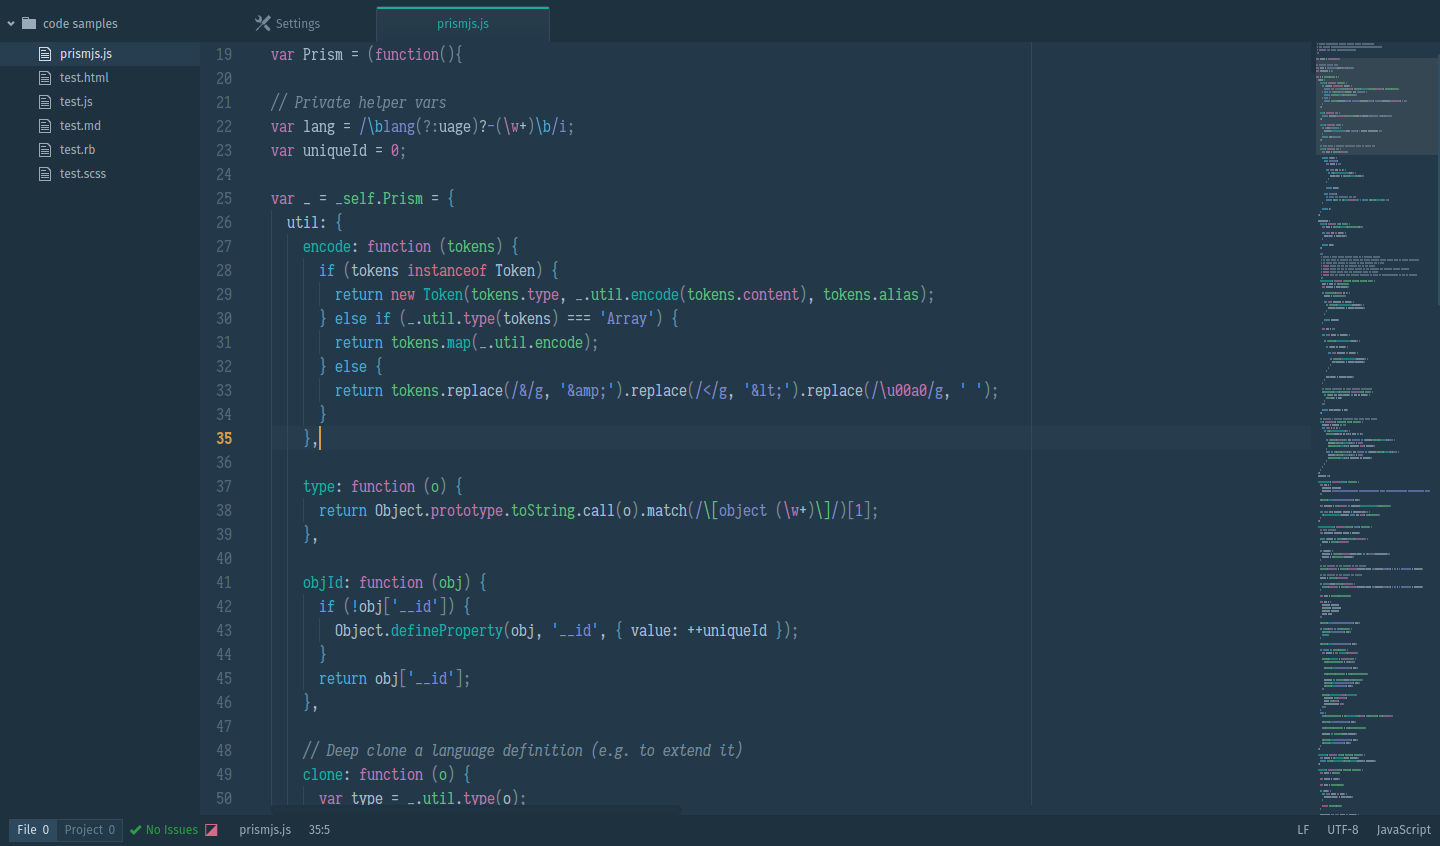 code samples
prismjs.js
test.html
test.js
test.md
test.rb
test.scss
Settings
prismjs.js
19 var Prism = (function(){
20
21 // Private helper vars
22 var lang = /\blang(?:uage)?-(\w+)\b/i;
23 var uniqueId = 0;
24
25 var _ = _self.Prism = {
26 util: {
27 encode: function (tokens) {
28 if (tokens instanceof Token) {
29 return new Token(tokens.type, _.util.encode(tokens.content), tokens.alias);
30 } else if (_.util.type(tokens) === 'Array') {
31 return tokens.map(_.util.encode);
32 } else {
33 return tokens.replace(/&/g, '&amp;').replace(/</g, '&lt;').replace(/\u00a0/g, ' ');
34 }
35 },
36
37 type: function (o) {
38 return Object.prototype.toString.call(o).match(/\[object (\w+)\]/)[1];
39 },
40
41 objId: function (obj) {
42 if (!obj['__id']) {
43 Object.defineProperty(obj, '__id', { value: ++uniqueId });
44 }
45 return obj['__id'];
46 },
47
48 // Deep clone a language definition (e.g. to extend it)
49 clone: function (o) {
50 var type = _.util.type(o);
File 0 Project 0 No Issues prismjs.js 35:5 LF UTF-8 JavaScript